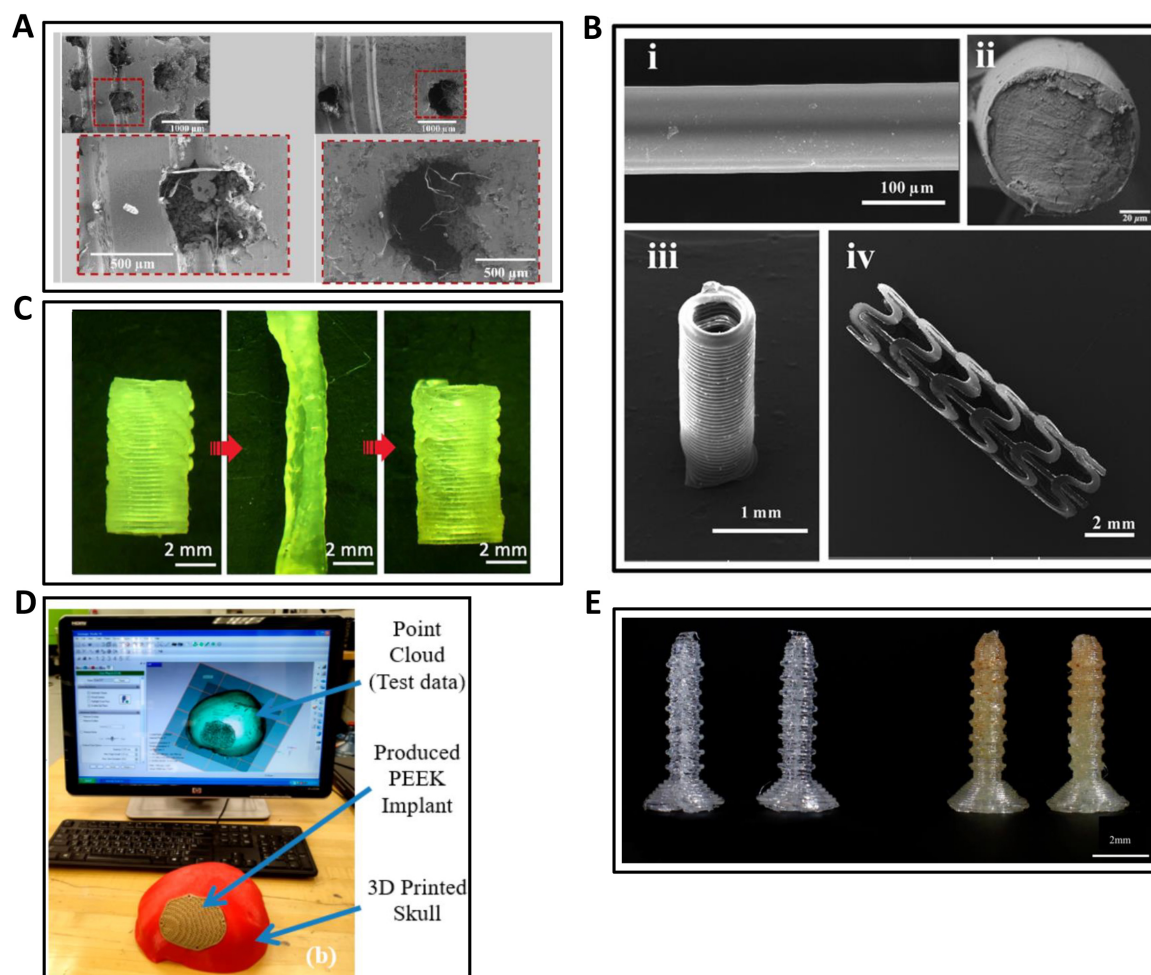 A
1000 µm
1000 µm
500 µm
500 µm
B
i
100 µm
ii
20 µm
iii
1 mm
iv
2 mm
C
2 mm
2 mm
2 mm
D
hp
Point
Cloud
(Test data)
Produced
PEEK
Implant
3D Printed
Skull
(b)
E
2mm